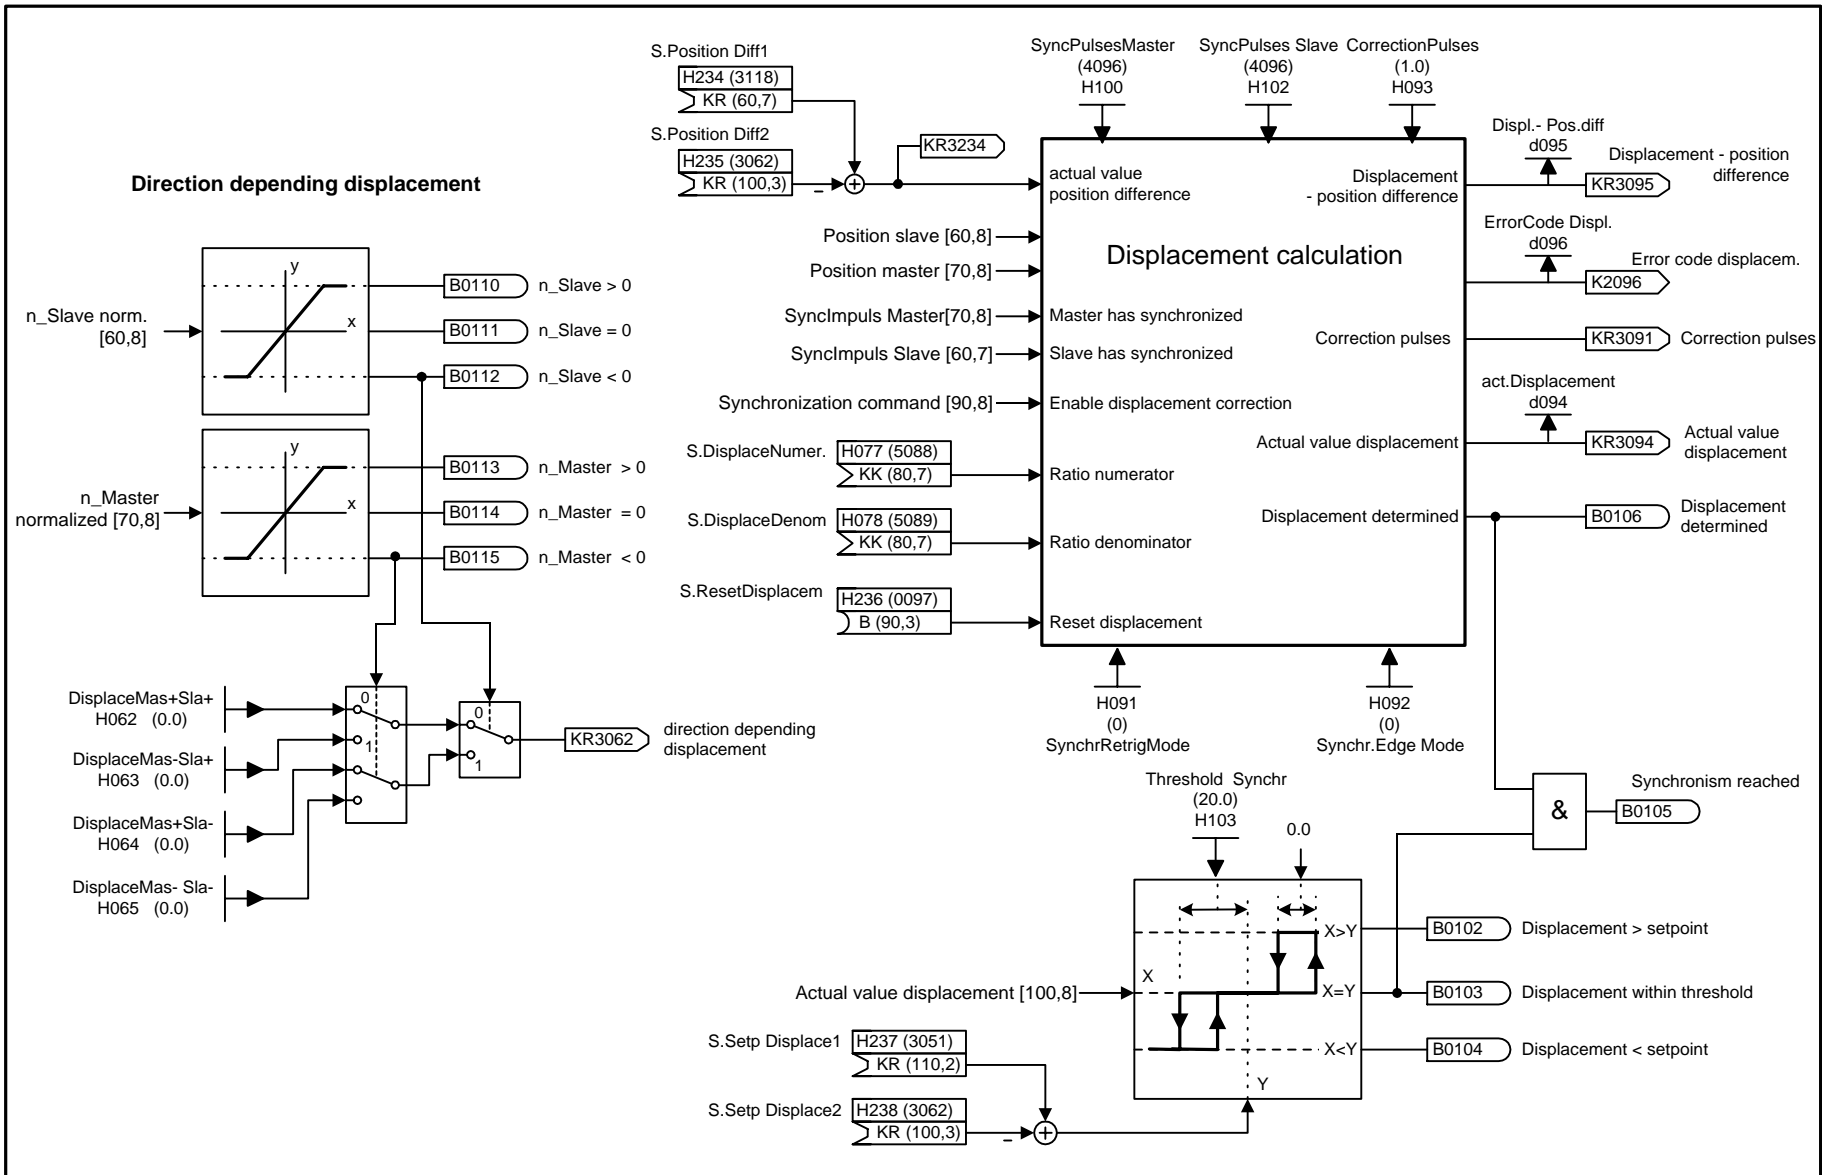 Direction depending displacement
n_Slave norm.
[60,8]
y
x
B0110 n_Slave > 0
B0111 n_Slave = 0
B0112 n_Slave < 0
n_Master
normalized [70,8]
y
x
B0113 n_Master > 0
B0114 n_Master = 0
B0115 n_Master < 0
DisplaceMas+Sla+
H062 (0.0)
DisplaceMas-Sla+
H063 (0.0)
DisplaceMas+Sla-
H064 (0.0)
DisplaceMas- Sla-
H065 (0.0)
0
1
0
1
KR3062
direction depending
displacement
S.Position Diff1
H234 (3118)
KR (60,7)
S.Position Diff2
H235 (3062)
KR (100,3)
–
+
KR3234
SyncPulsesMaster
(4096)
H100
SyncPulses Slave
(4096)
H102
CorrectionPulses
(1.0)
H093
Displacement calculation
actual value
position difference
Position slave [60,8]
Position master [70,8]
SyncImpuls Master[70,8]
Master has synchronized
SyncImpuls Slave [60,7]
Slave has synchronized
Synchronization command [90,8]
Enable displacement correction
S.DisplaceNumer.
H077 (5088)
KK (80,7)
Ratio numerator
S.DisplaceDenom
H078 (5089)
KK (80,7)
Ratio denominator
S.ResetDisplacem
H236 (0097)
B (90,3)
Reset displacement
H091
(0)
SynchrRetrigMode
H092
(0)
Synchr.Edge Mode
Displacement
- position difference
Displ.- Pos.diff
d095
Displacement - position
difference
KR3095
ErrorCode Displ.
d096
Error code displacem.
K2096
Correction pulses
KR3091 Correction pulses
act.Displacement
d094
Actual value displacement
KR3094
Actual value
displacement
Displacement determined
B0106
Displacement
determined
&
Synchronism reached
B0105
Threshold Synchr
(20.0)
H103
0.0
Actual value displacement [100,8]
X
X>Y
X=Y
X<Y
Y
B0102 Displacement > setpoint
B0103 Displacement within threshold
B0104 Displacement < setpoint
S.Setp Displace1
H237 (3051)
KR (110,2)
S.Setp Displace2
H238 (3062)
KR (100,3)
–
+